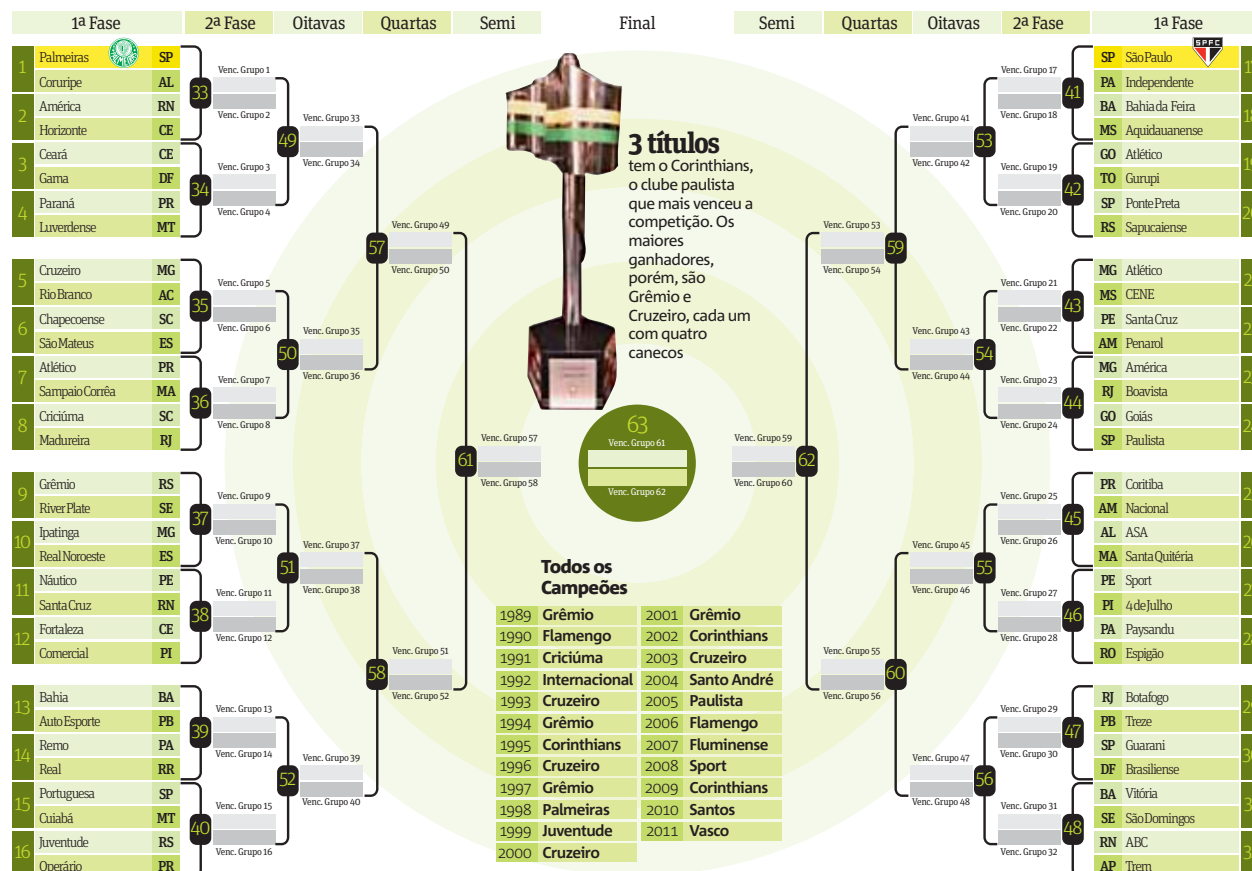 1ª Fase
2ª Fase
Oitavas
Quartas
Semi
Final
Semi
Quartas
Oitavas
2ª Fase
1ª Fase
1
Palmeiras SP
Coruripe AL
2
América RN
Horizonte CE
3
Ceará CE
Gama DF
4
Paraná PR
Luverdense MT
5
Cruzeiro MG
Rio Branco AC
6
Chapecoense SC
São Mateus ES
7
Atlético PR
Sampaio Corrêa MA
8
Criciúma SC
Madureira RJ
9
Grêmio RS
River Plate SE
10
Ipatinga MG
Real Noroeste ES
11
Náutico PE
Santa Cruz RN
12
Fortaleza CE
Comercial PI
13
Bahia BA
Auto Esporte PB
14
Remo PA
Real RR
15
Portuguesa SP
Cuiabá MT
16
Juventude RS
Operário PR
Venc. Grupo 1
33
Venc. Grupo 2
Venc. Grupo 3
34
Venc. Grupo 4
Venc. Grupo 5
35
Venc. Grupo 6
Venc. Grupo 7
36
Venc. Grupo 8
Venc. Grupo 9
37
Venc. Grupo 10
Venc. Grupo 11
38
Venc. Grupo 12
Venc. Grupo 13
39
Venc. Grupo 14
Venc. Grupo 15
40
Venc. Grupo 16
Venc. Grupo 33
49
Venc. Grupo 34
Venc. Grupo 35
50
Venc. Grupo 36
Venc. Grupo 37
51
Venc. Grupo 38
Venc. Grupo 39
52
Venc. Grupo 40
Venc. Grupo 49
57
Venc. Grupo 50
Venc. Grupo 51
58
Venc. Grupo 52
Venc. Grupo 57
61
Venc. Grupo 58
3 títulos
tem o Corinthians,
o clube paulista
que mais venceu a
competição. Os
maiores
ganhadores,
porém, são
Grêmio e
Cruzeiro, cada um
com quatro
canecos
63
Venc. Grupo 61
Venc. Grupo 62
Todos os
Campeões
1989 Grêmio
1990 Flamengo
1991 Criciúma
1992 Internacional
1993 Cruzeiro
1994 Grêmio
1995 Corinthians
1996 Cruzeiro
1997 Grêmio
1998 Palmeiras
1999 Juventude
2000 Cruzeiro
2001 Grêmio
2002 Corinthians
2003 Cruzeiro
2004 Santo André
2005 Paulista
2006 Flamengo
2007 Fluminense
2008 Sport
2009 Corinthians
2010 Santos
2011 Vasco
Venc. Grupo 59
62
Venc. Grupo 60
Venc. Grupo 53
59
Venc. Grupo 54
Venc. Grupo 55
60
Venc. Grupo 56
Venc. Grupo 41
53
Venc. Grupo 42
Venc. Grupo 43
54
Venc. Grupo 44
Venc. Grupo 45
55
Venc. Grupo 46
Venc. Grupo 47
56
Venc. Grupo 48
Venc. Grupo 17
41
Venc. Grupo 18
Venc. Grupo 19
42
Venc. Grupo 20
Venc. Grupo 21
43
Venc. Grupo 22
Venc. Grupo 23
44
Venc. Grupo 24
Venc. Grupo 25
45
Venc. Grupo 26
Venc. Grupo 27
46
Venc. Grupo 28
Venc. Grupo 29
47
Venc. Grupo 30
Venc. Grupo 31
48
Venc. Grupo 32
SPFC
SP São Paulo
PA Independente
BA Bahia da Feira
MS Aquidauanense
GO Atlético
TO Gurupi
SP Ponte Preta
RS Sapucaiense
MG Atlético
MS CENE
PE Santa Cruz
AM Penarol
MG América
RJ Boavista
GO Goiás
SP Paulista
PR Coritiba
AM Nacional
AL ASA
MA Santa Quitéria
PE Sport
PI 4 de Julho
PA Paysandu
RO Espigão
RJ Botafogo
PB Treze
SP Guarani
DF Brasiliense
BA Vitória
SE São Domingos
RN ABC
AP Trem